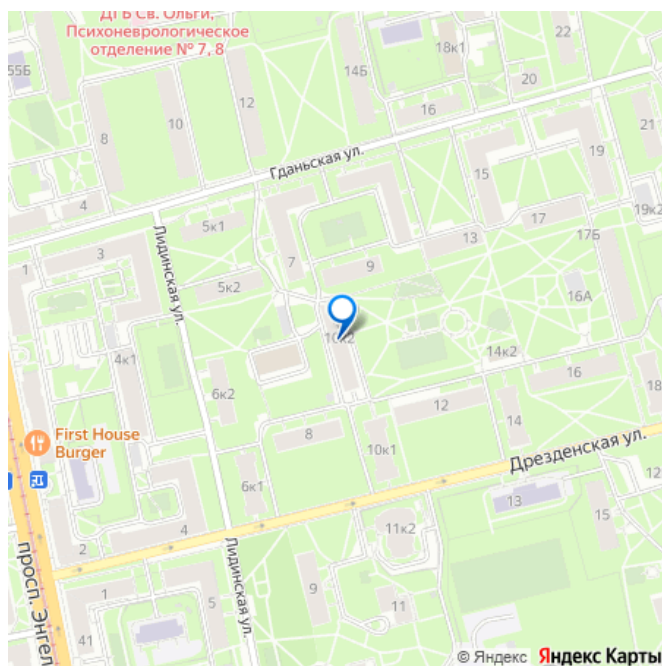 ДГБ Св. Ольги,
Психоневрологическое
отделение № 7, 8
22
18к1
55Б
14Б
20
12
16
10
8
21
19
Гданьская ул.
15
4
19к2
5к1
17
17Б
1
3
13
Лидинская ул.
7
9
5к2
16А
10к2
4к1
14к2
16
6к2
18
12
First House
Burger
8
14
10к1
Дрезденская ул.
6к1
12
13
11к2
15
4
2
просп. Энгел
Лидинская ул.
9
1
5
11
41
© Яндекс Яндекс Карты